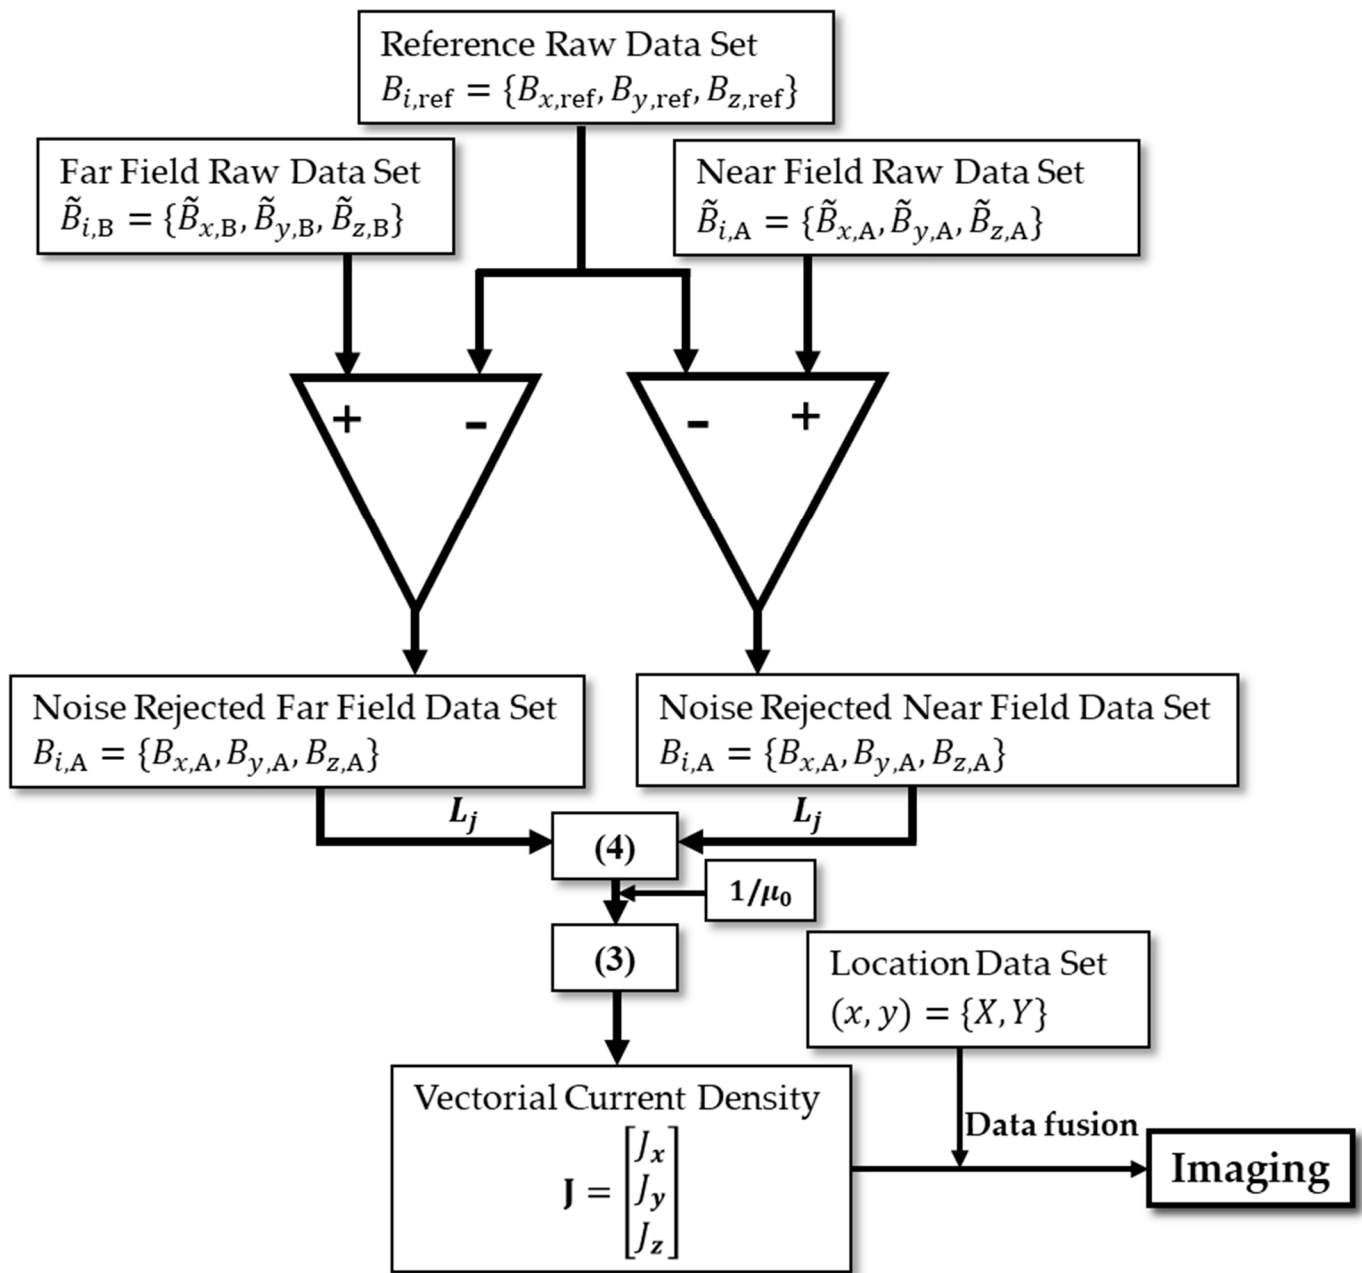 Reference Raw Data Set
B_{i,ref} = {B_{x,ref}, B_{y,ref}, B_{z,ref}}
Far Field Raw Data Set
B̃_{i,B} = {B̃_{x,B}, B̃_{y,B}, B̃_{z,B}}
Near Field Raw Data Set
B̃_{i,A} = {B̃_{x,A}, B̃_{y,A}, B̃_{z,A}}
+ -
- +
Noise Rejected Far Field Data Set
B_{i,A} = {B_{x,A}, B_{y,A}, B_{z,A}}
Noise Rejected Near Field Data Set
B_{i,A} = {B_{x,A}, B_{y,A}, B_{z,A}}
L_j
L_j
(4)
1/μ_0
(3)
Location Data Set
(x, y) = {X, Y}
Vectorial Current Density
J = [J_x
J_y
J_z]
Data fusion
Imaging